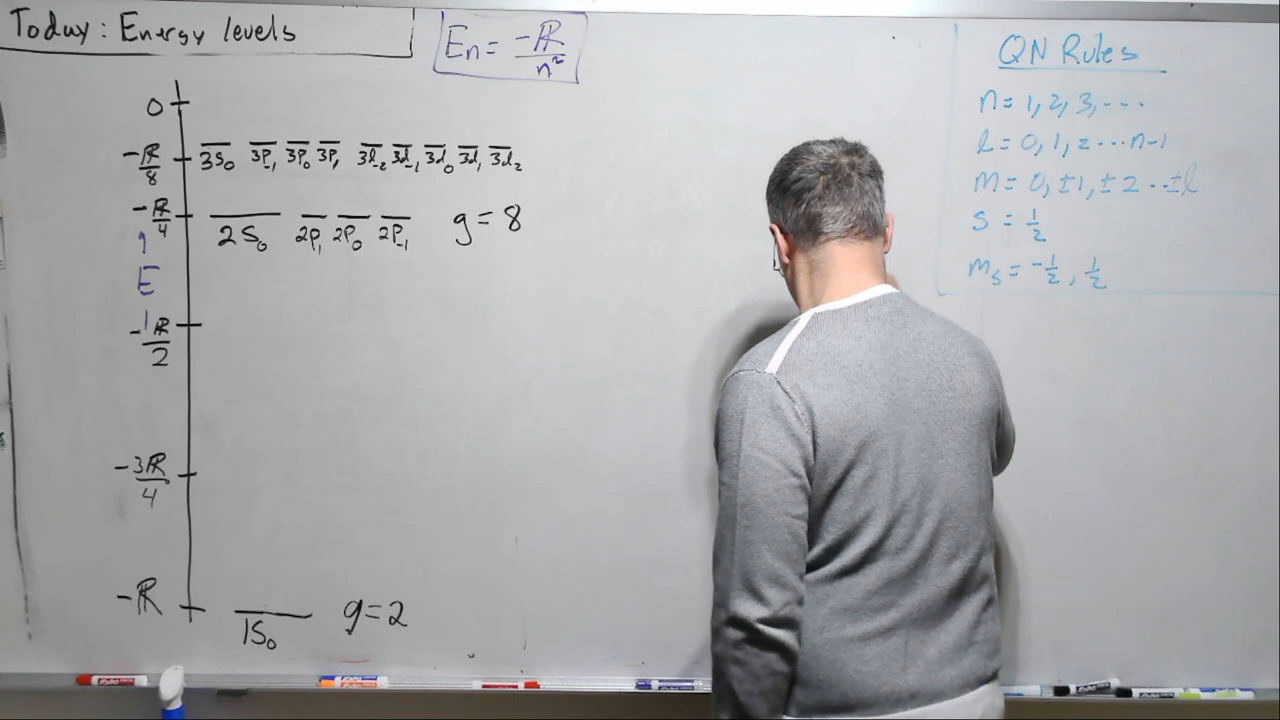 Today: Energy levels
En = -R/n²
QN Rules
n = 1, 2, 3, ...
l = 0, 1, 2 ... n-1
m = 0, ±1, ±2 .. ±l
s = 1/2
ms = -1/2, 1/2
0
-R/8 3S0 3P-1 3P0 3P1 3d-2 3d-1 3d0 3d1 3d2
-R/4 2S0 2P1 2P0 2P-1 g = 8
E
-R/2
-3R/4
-R 1S0 g = 2